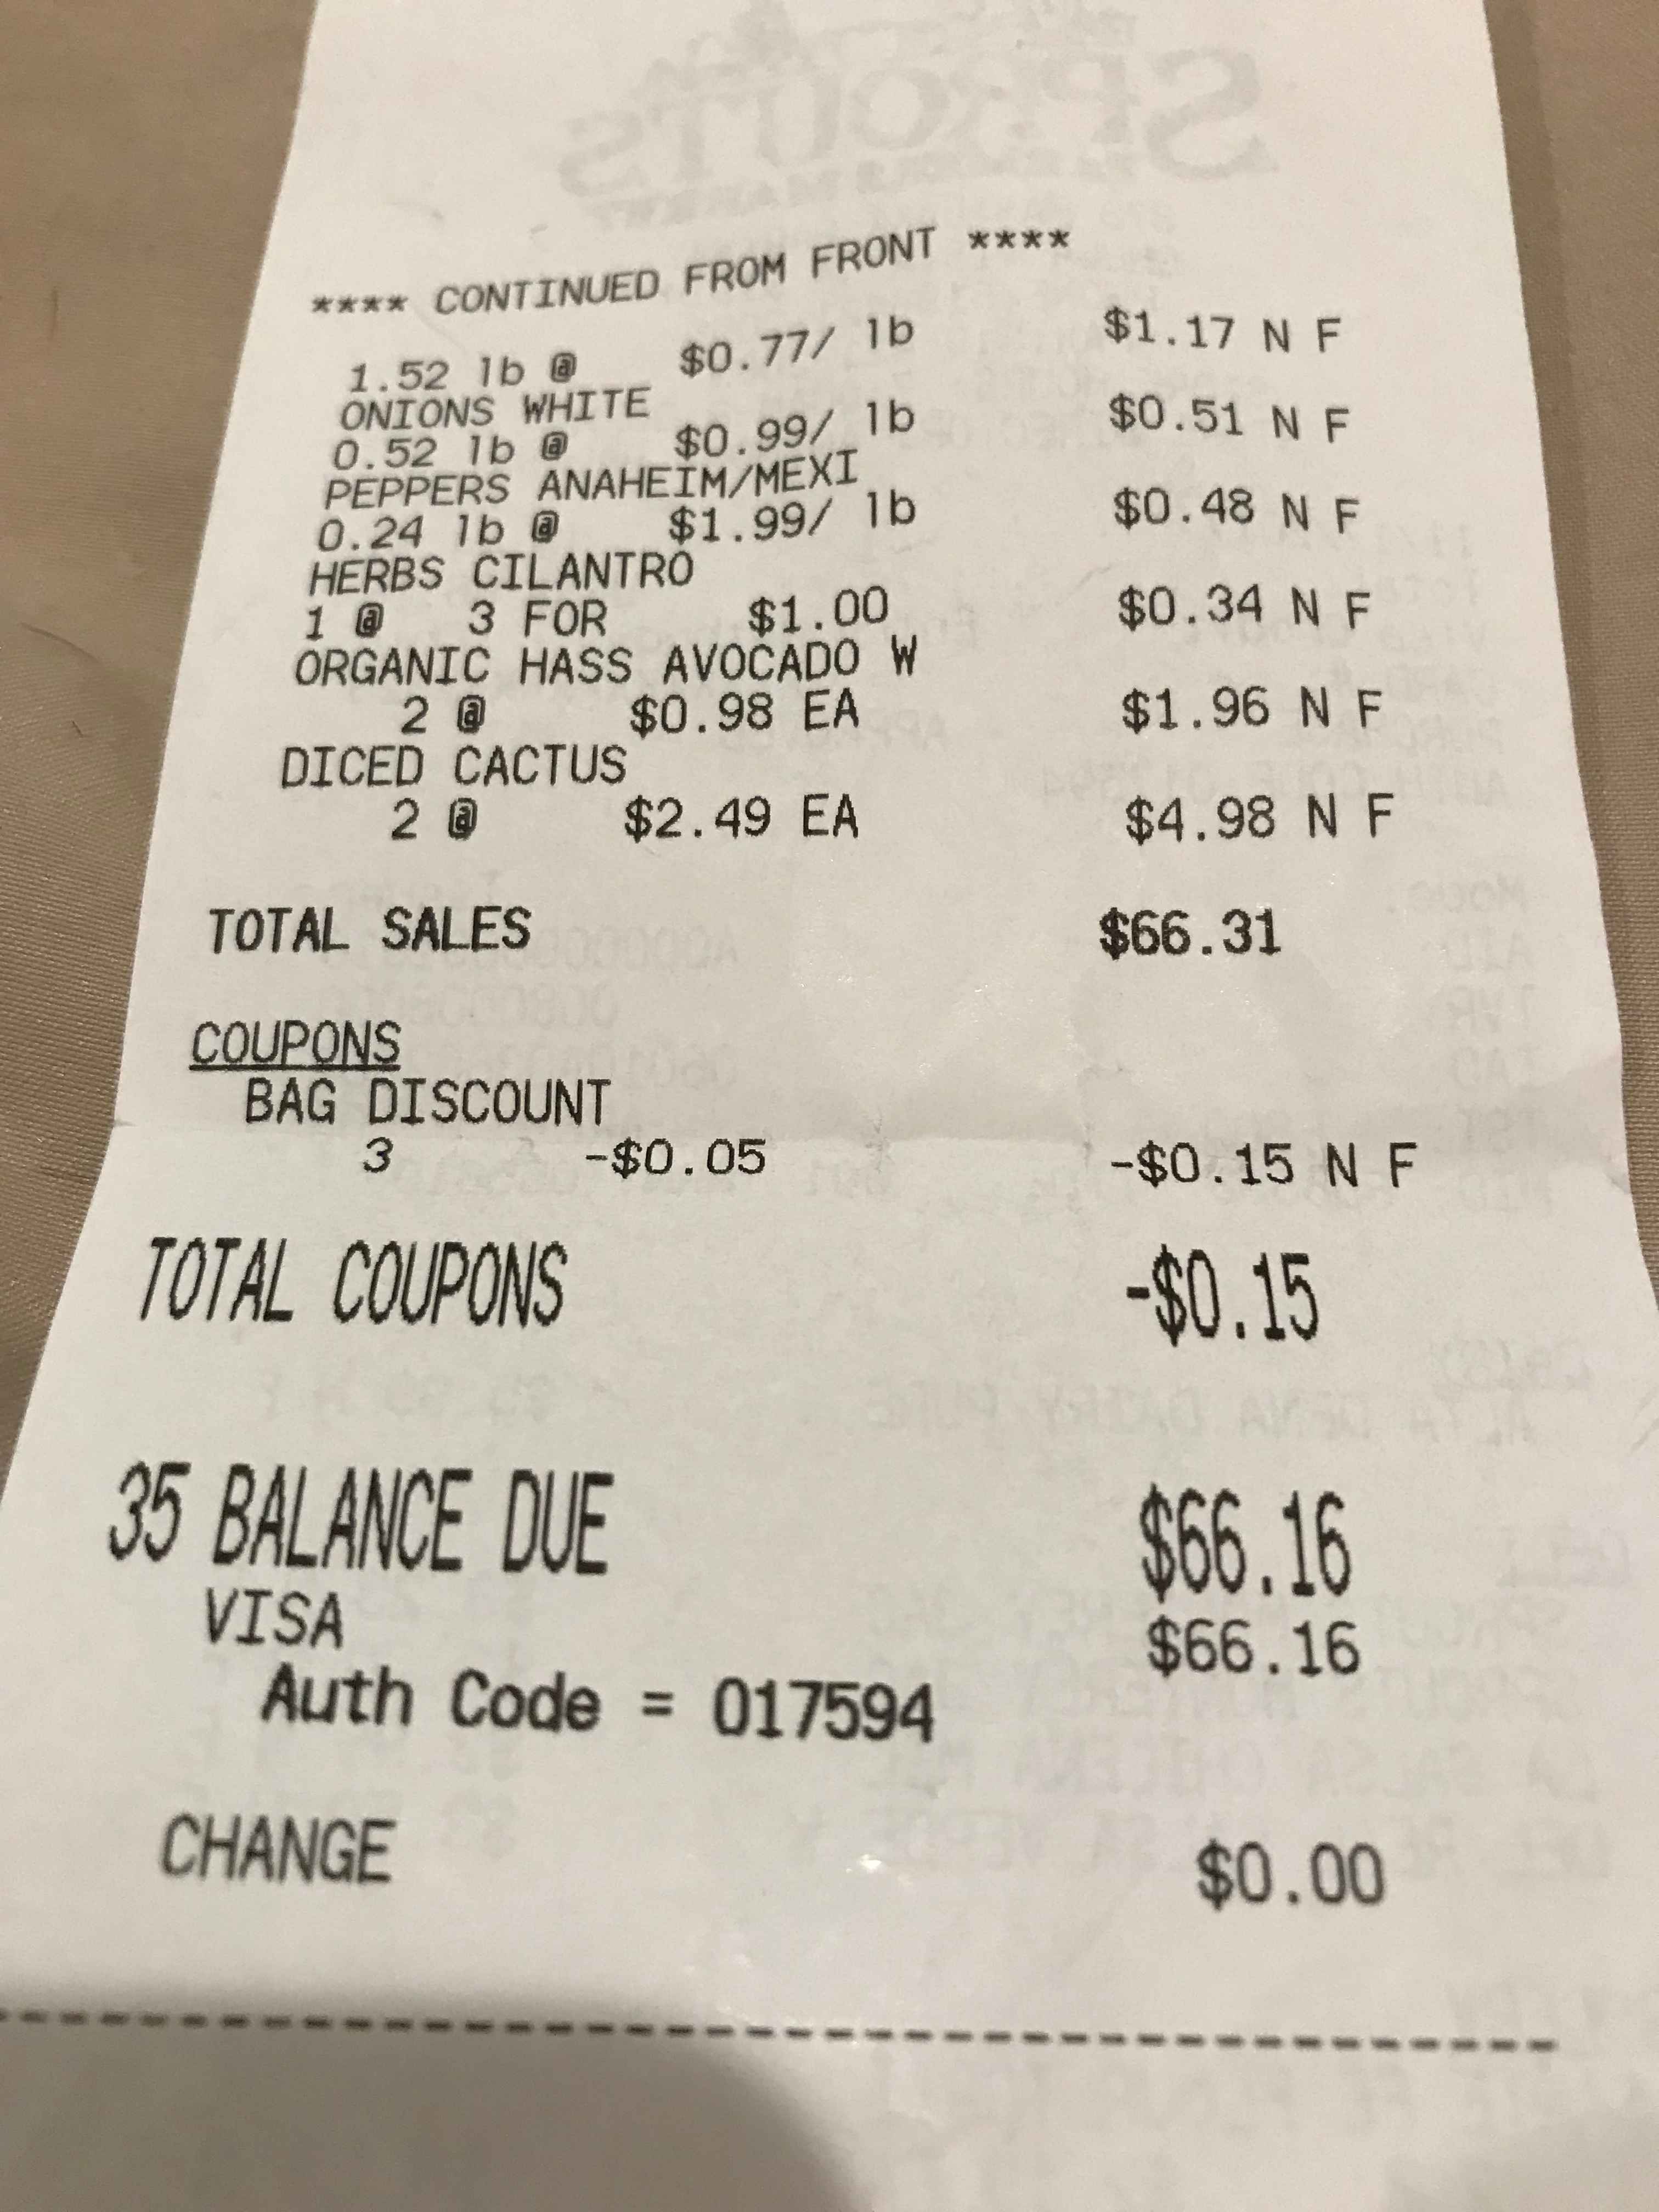 SPROUTS
FARMERS MARKET
**** CONTINUED FROM FRONT ****
1.52 lb @ $0.77/ lb $1.17 N F
ONIONS WHITE
0.52 lb @ $0.99/ lb $0.51 N F
PEPPERS ANAHEIM/MEXI
0.24 lb @ $1.99/ lb $0.48 N F
HERBS CILANTRO
1 @ 3 FOR $1.00 $0.34 N F
ORGANIC HASS AVOCADO W
2 @ $0.98 EA $1.96 N F
DICED CACTUS
2 @ $2.49 EA $4.98 N F
TOTAL SALES $66.31
COUPONS
BAG DISCOUNT
3 -$0.05 -$0.15 N F
TOTAL COUPONS -$0.15
35 BALANCE DUE $66.16
VISA $66.16
Auth Code = 017594
CHANGE $0.00